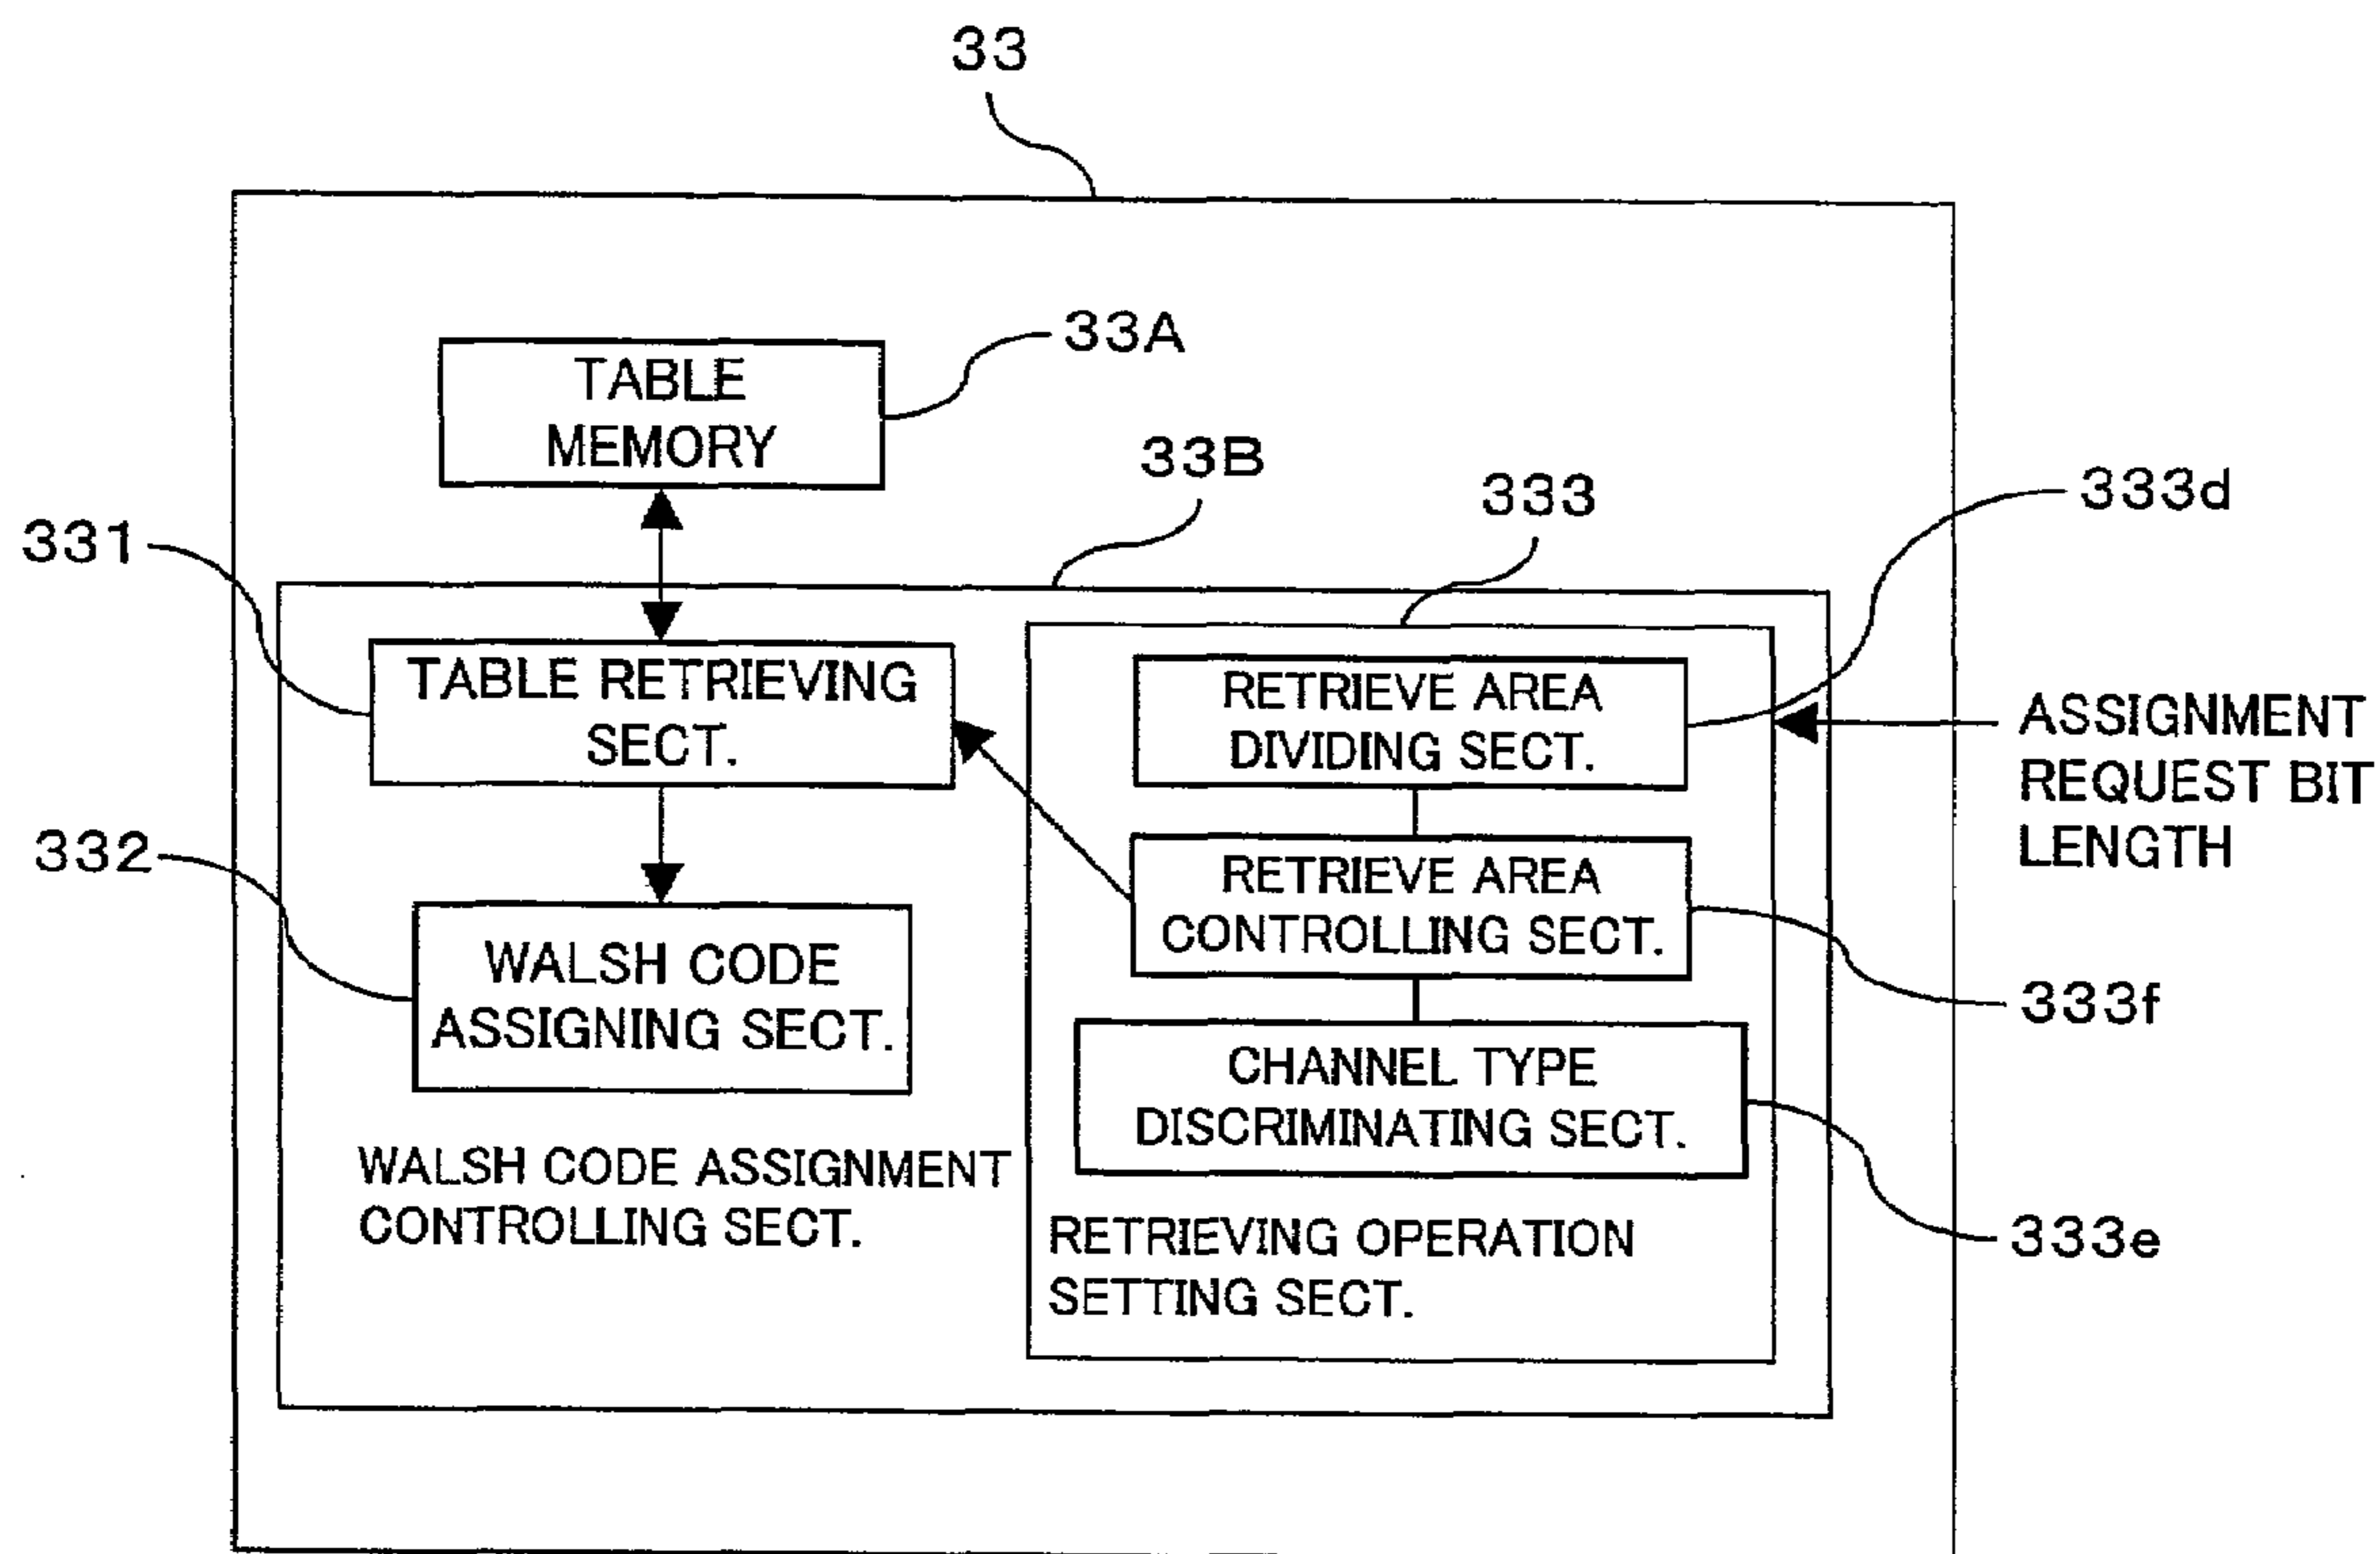 33
TABLE
MEMORY
33A
33B
333
333d
331
TABLE RETRIEVING
SECT.
RETRIEVE AREA
DIVIDING SECT.
ASSIGNMENT
REQUEST BIT
LENGTH
332
WALSH CODE
ASSIGNING SECT.
RETRIEVE AREA
CONTROLLING SECT.
333f
CHANNEL TYPE
DISCRIMINATING SECT.
333e
WALSH CODE ASSIGNMENT
CONTROLLING SECT.
RETRIEVING OPERATION
SETTING SECT.